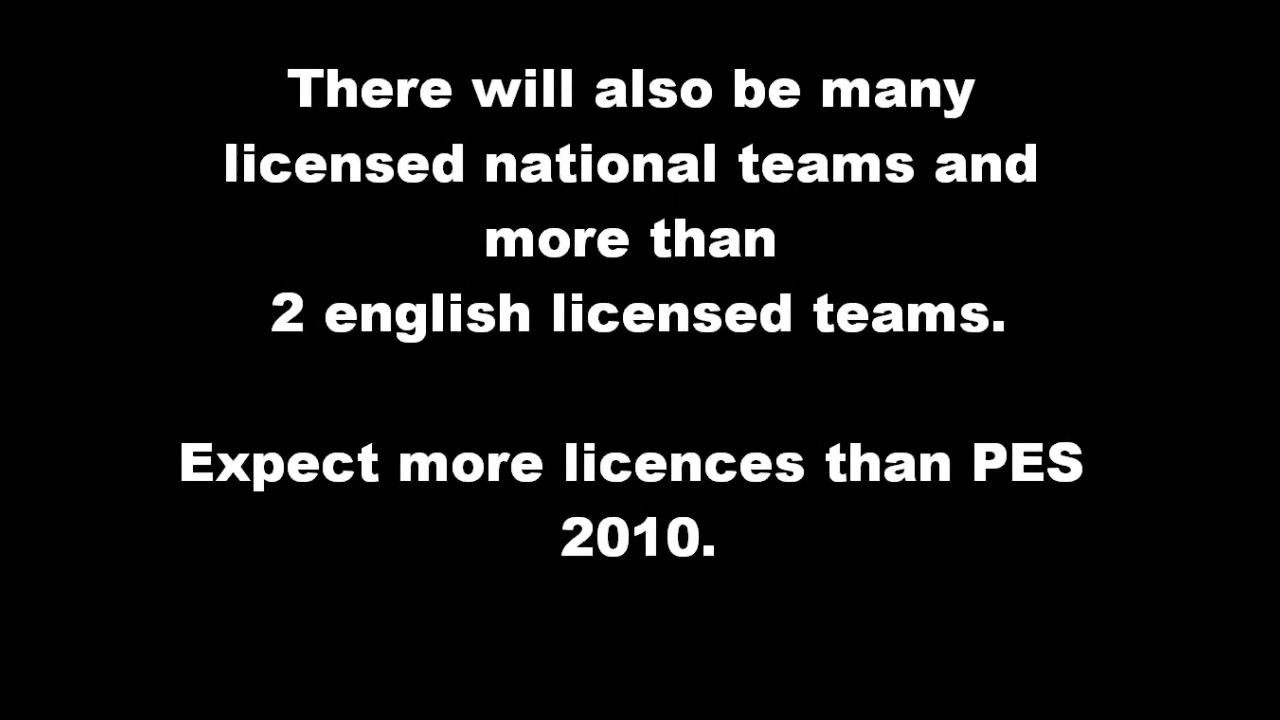 There will also be many
licensed national teams and
more than
2 english licensed teams.
Expect more licences than PES
2010.